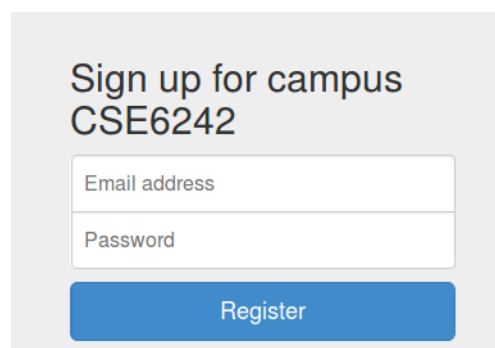 Sign up for campus
CSE6242
Email address
Password
Register